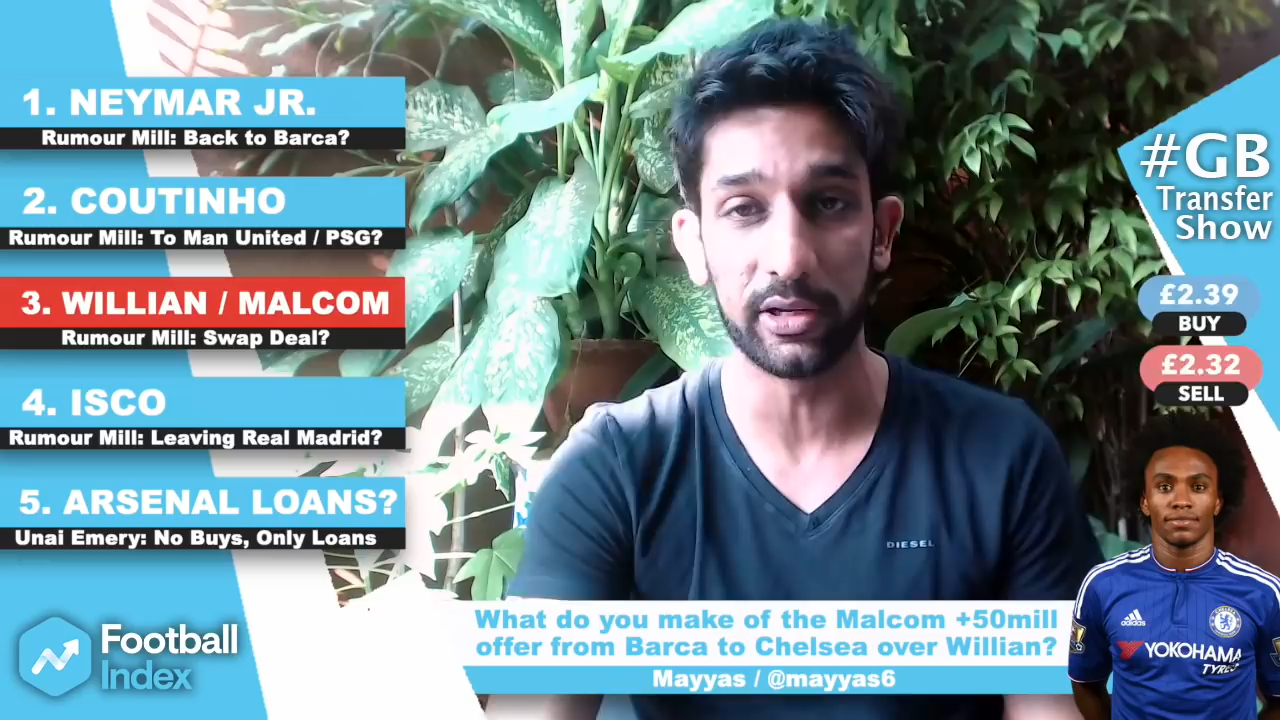 1. NEYMAR JR.
Rumour Mill: Back to Barca?
2. COUTINHO
Rumour Mill: To Man United / PSG?
3. WILLIAN / MALCOM
Rumour Mill: Swap Deal?
4. ISCO
Rumour Mill: Leaving Real Madrid?
5. ARSENAL LOANS?
Unai Emery: No Buys, Only Loans
Football
Index
#GB
Transfer
Show
£2.39
BUY
£2.32
SELL
DIESEL
adidas
YOKOHAMA
TYRES
What do you make of the Malcom +50mill
offer from Barca to Chelsea over Willian?
Mayyas / @mayyas6